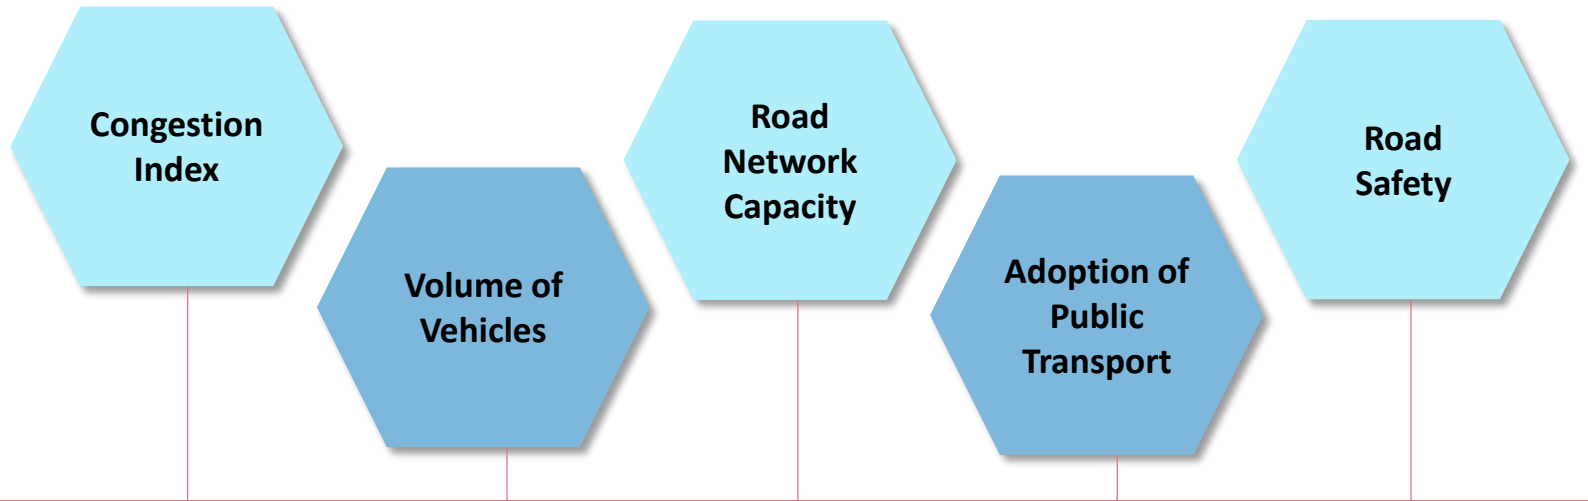 Congestion
Index
Volume of
Vehicles
Road
Network
Capacity
Adoption of
Public
Transport
Road
Safety